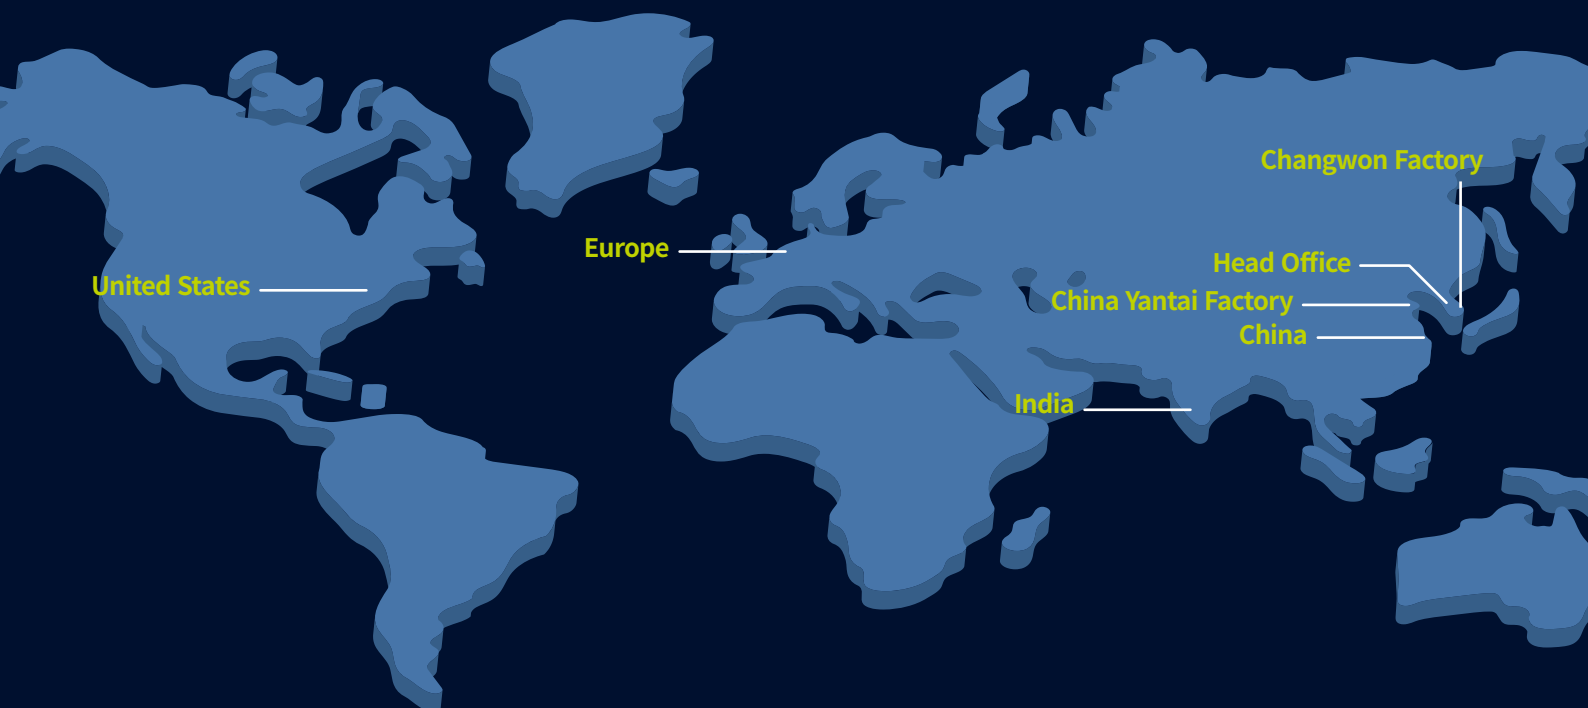 Changwon Factory
Europe
Head Office
United States
China Yantai Factory
China
India